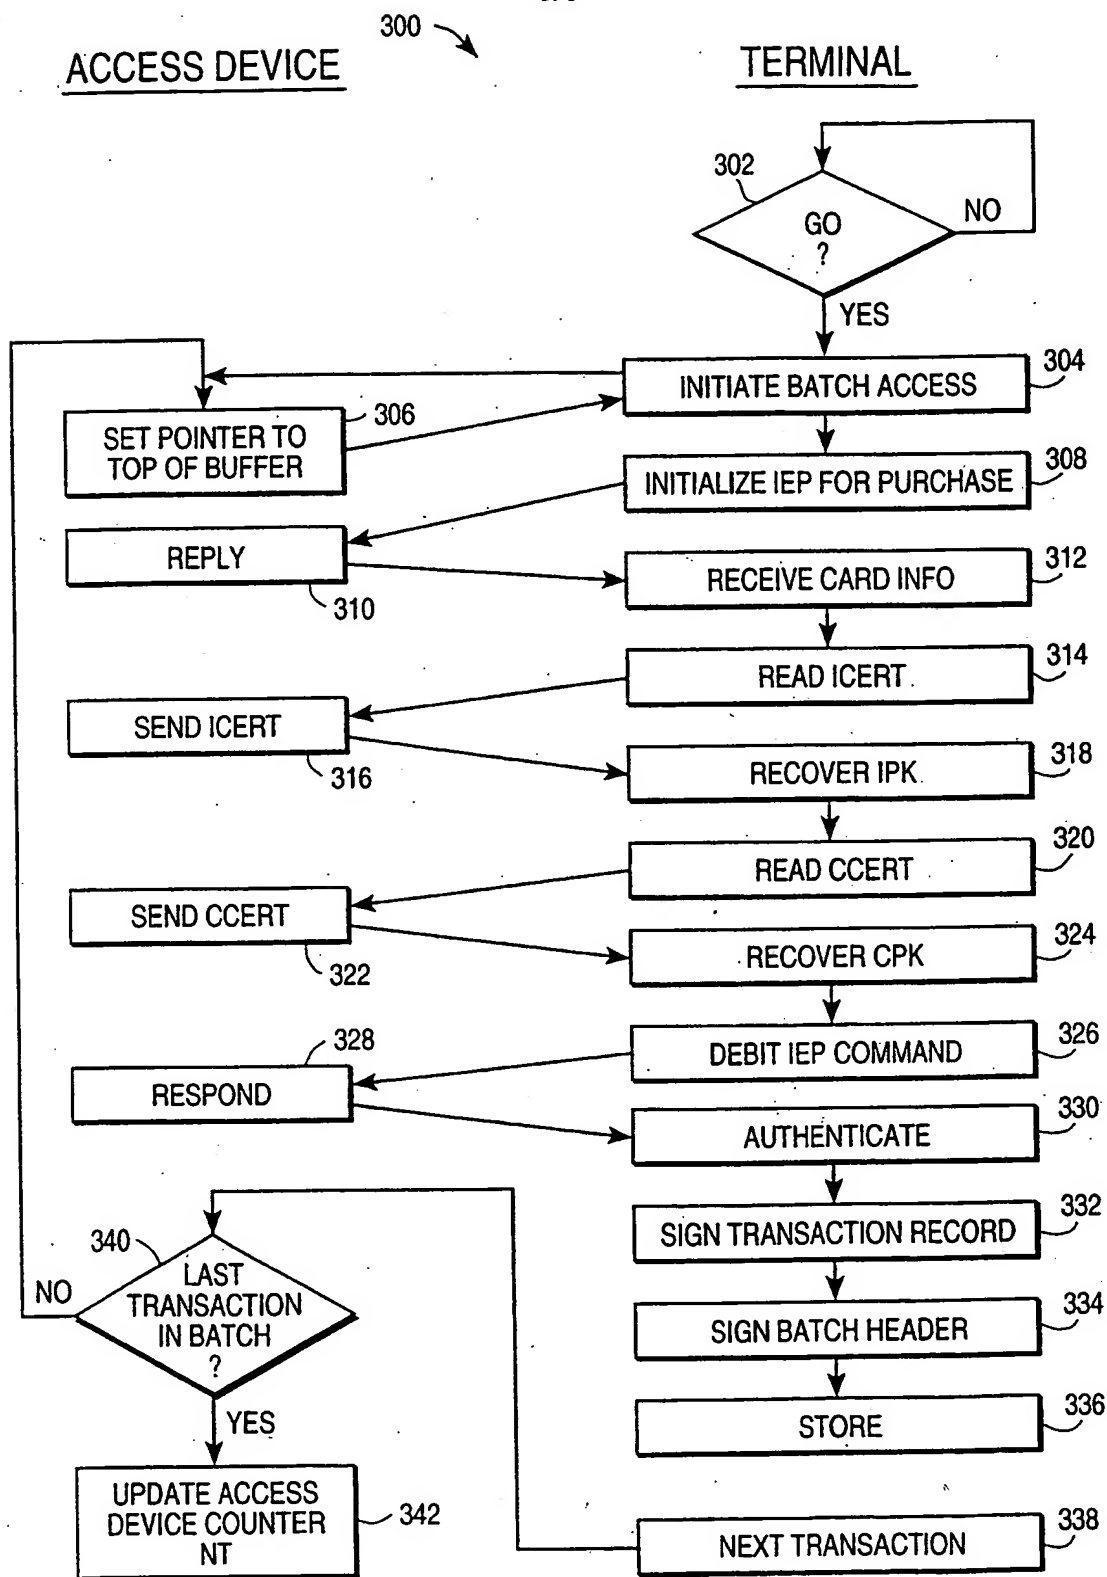 300
ACCESS DEVICE
TERMINAL
302
GO
?
NO
YES
INITIATE BATCH ACCESS
304
SET POINTER TO
TOP OF BUFFER
306
INITIALIZE IEP FOR PURCHASE
308
REPLY
310
RECEIVE CARD INFO
312
READ ICERT
314
SEND ICERT
316
RECOVER IPK
318
READ CCERT
320
SEND CCERT
322
RECOVER CPK
324
DEBIT IEP COMMAND
326
328
RESPOND
AUTHENTICATE
330
SIGN TRANSACTION RECORD
332
SIGN BATCH HEADER
334
STORE
336
NEXT TRANSACTION
338
340
LAST
TRANSACTION
IN BATCH
?
NO
YES
UPDATE ACCESS
DEVICE COUNTER
NT
342